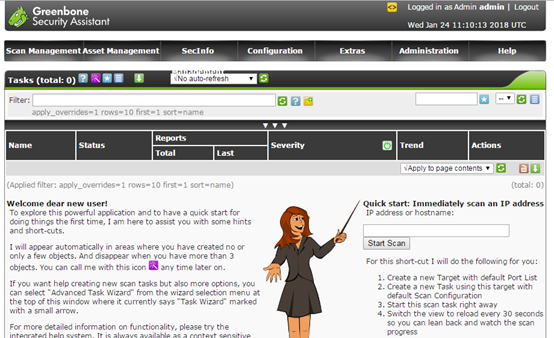 Greenbone
Security Assistant
Logged in as Admin admin | Logout
Wed Jan 24 11:10:13 2018 UTC
Scan Management Asset Management SecInfo Configuration Extras Administration Help
Tasks (total: 0) √No auto-refresh
Filter: --
apply_overrides=1 rows=10 first=1 sort=name
Name Status Reports Severity Trend Actions
Total Last
√Apply to page contents
(Applied filter: apply_overrides=1 rows=10 first=1 sort=name) (total: 0)
Welcome dear new user!
To explore this powerful application and to have a quick start for
doing things the first time, I am here to assist you with some hints
and short-cuts.
I will appear automatically in areas where you have created no or
only a few objects. And disappear when you have more than 3
objects. You can call me with this icon any time later on.
If you want help creating new scan tasks but also more options, you
can select "Advanced Task Wizard" from the wizard selection menu at
the top of this window where it currently says "Task Wizard" marked
with a small arrow.
For more detailed information on functionality, please try the
integrated help system. It is always available as a context sensitive
Quick start: Immediately scan an IP address
IP address or hostname:
Start Scan
For this short-cut I will do the following for you:
1. Create a new Target with default Port List
2. Create a new Task using this target with
default Scan Configuration
3. Start this scan task right away
4. Switch the view to reload every 30 seconds
so you can lean back and watch the scan
progress